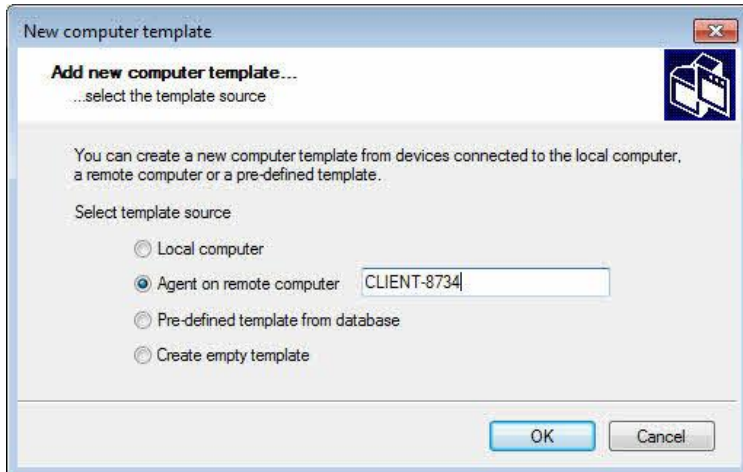 New computer template
Add new computer template...
...select the template source
You can create a new computer template from devices connected to the local computer,
a remote computer or a pre-defined template.
Select template source
Local computer
Agent on remote computer CLIENT-8734
Pre-defined template from database
Create empty template
OK Cancel